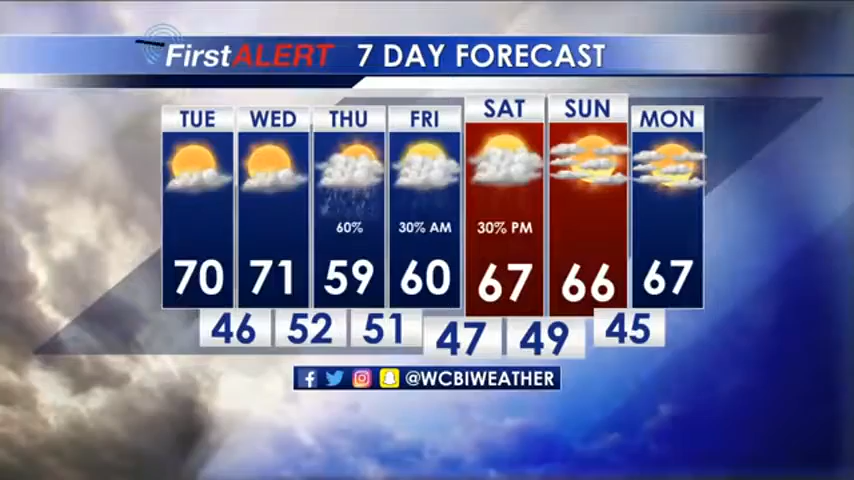 FirstALERT 7 DAY FORECAST
TUE WED THU FRI SAT SUN MON
60% 30% AM 30% PM
70 71 59 60 67 66 67
46 52 51 47 49 45
@WCBIWEATHER